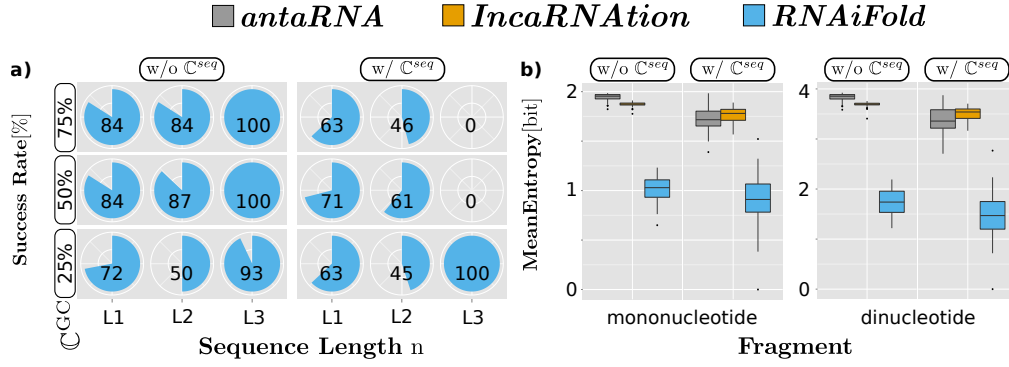 antaRNA IncaRNAtion RNAiFold
a) w/o ℂ^seq w/ ℂ^seq b) w/o ℂ^seq w/ ℂ^seq w/o ℂ^seq w/ ℂ^seq
Success Rate[%]
75% 84 84 100 63 46 0
50% 84 87 100 71 61 0
25% 72 50 93 63 45 100
ℂ^GC L1 L2 L3 L1 L2 L3
Sequence Length n
MeanEntropy[bit]
2
1
0
mononucleotide
4
2
0
dinucleotide
Fragment